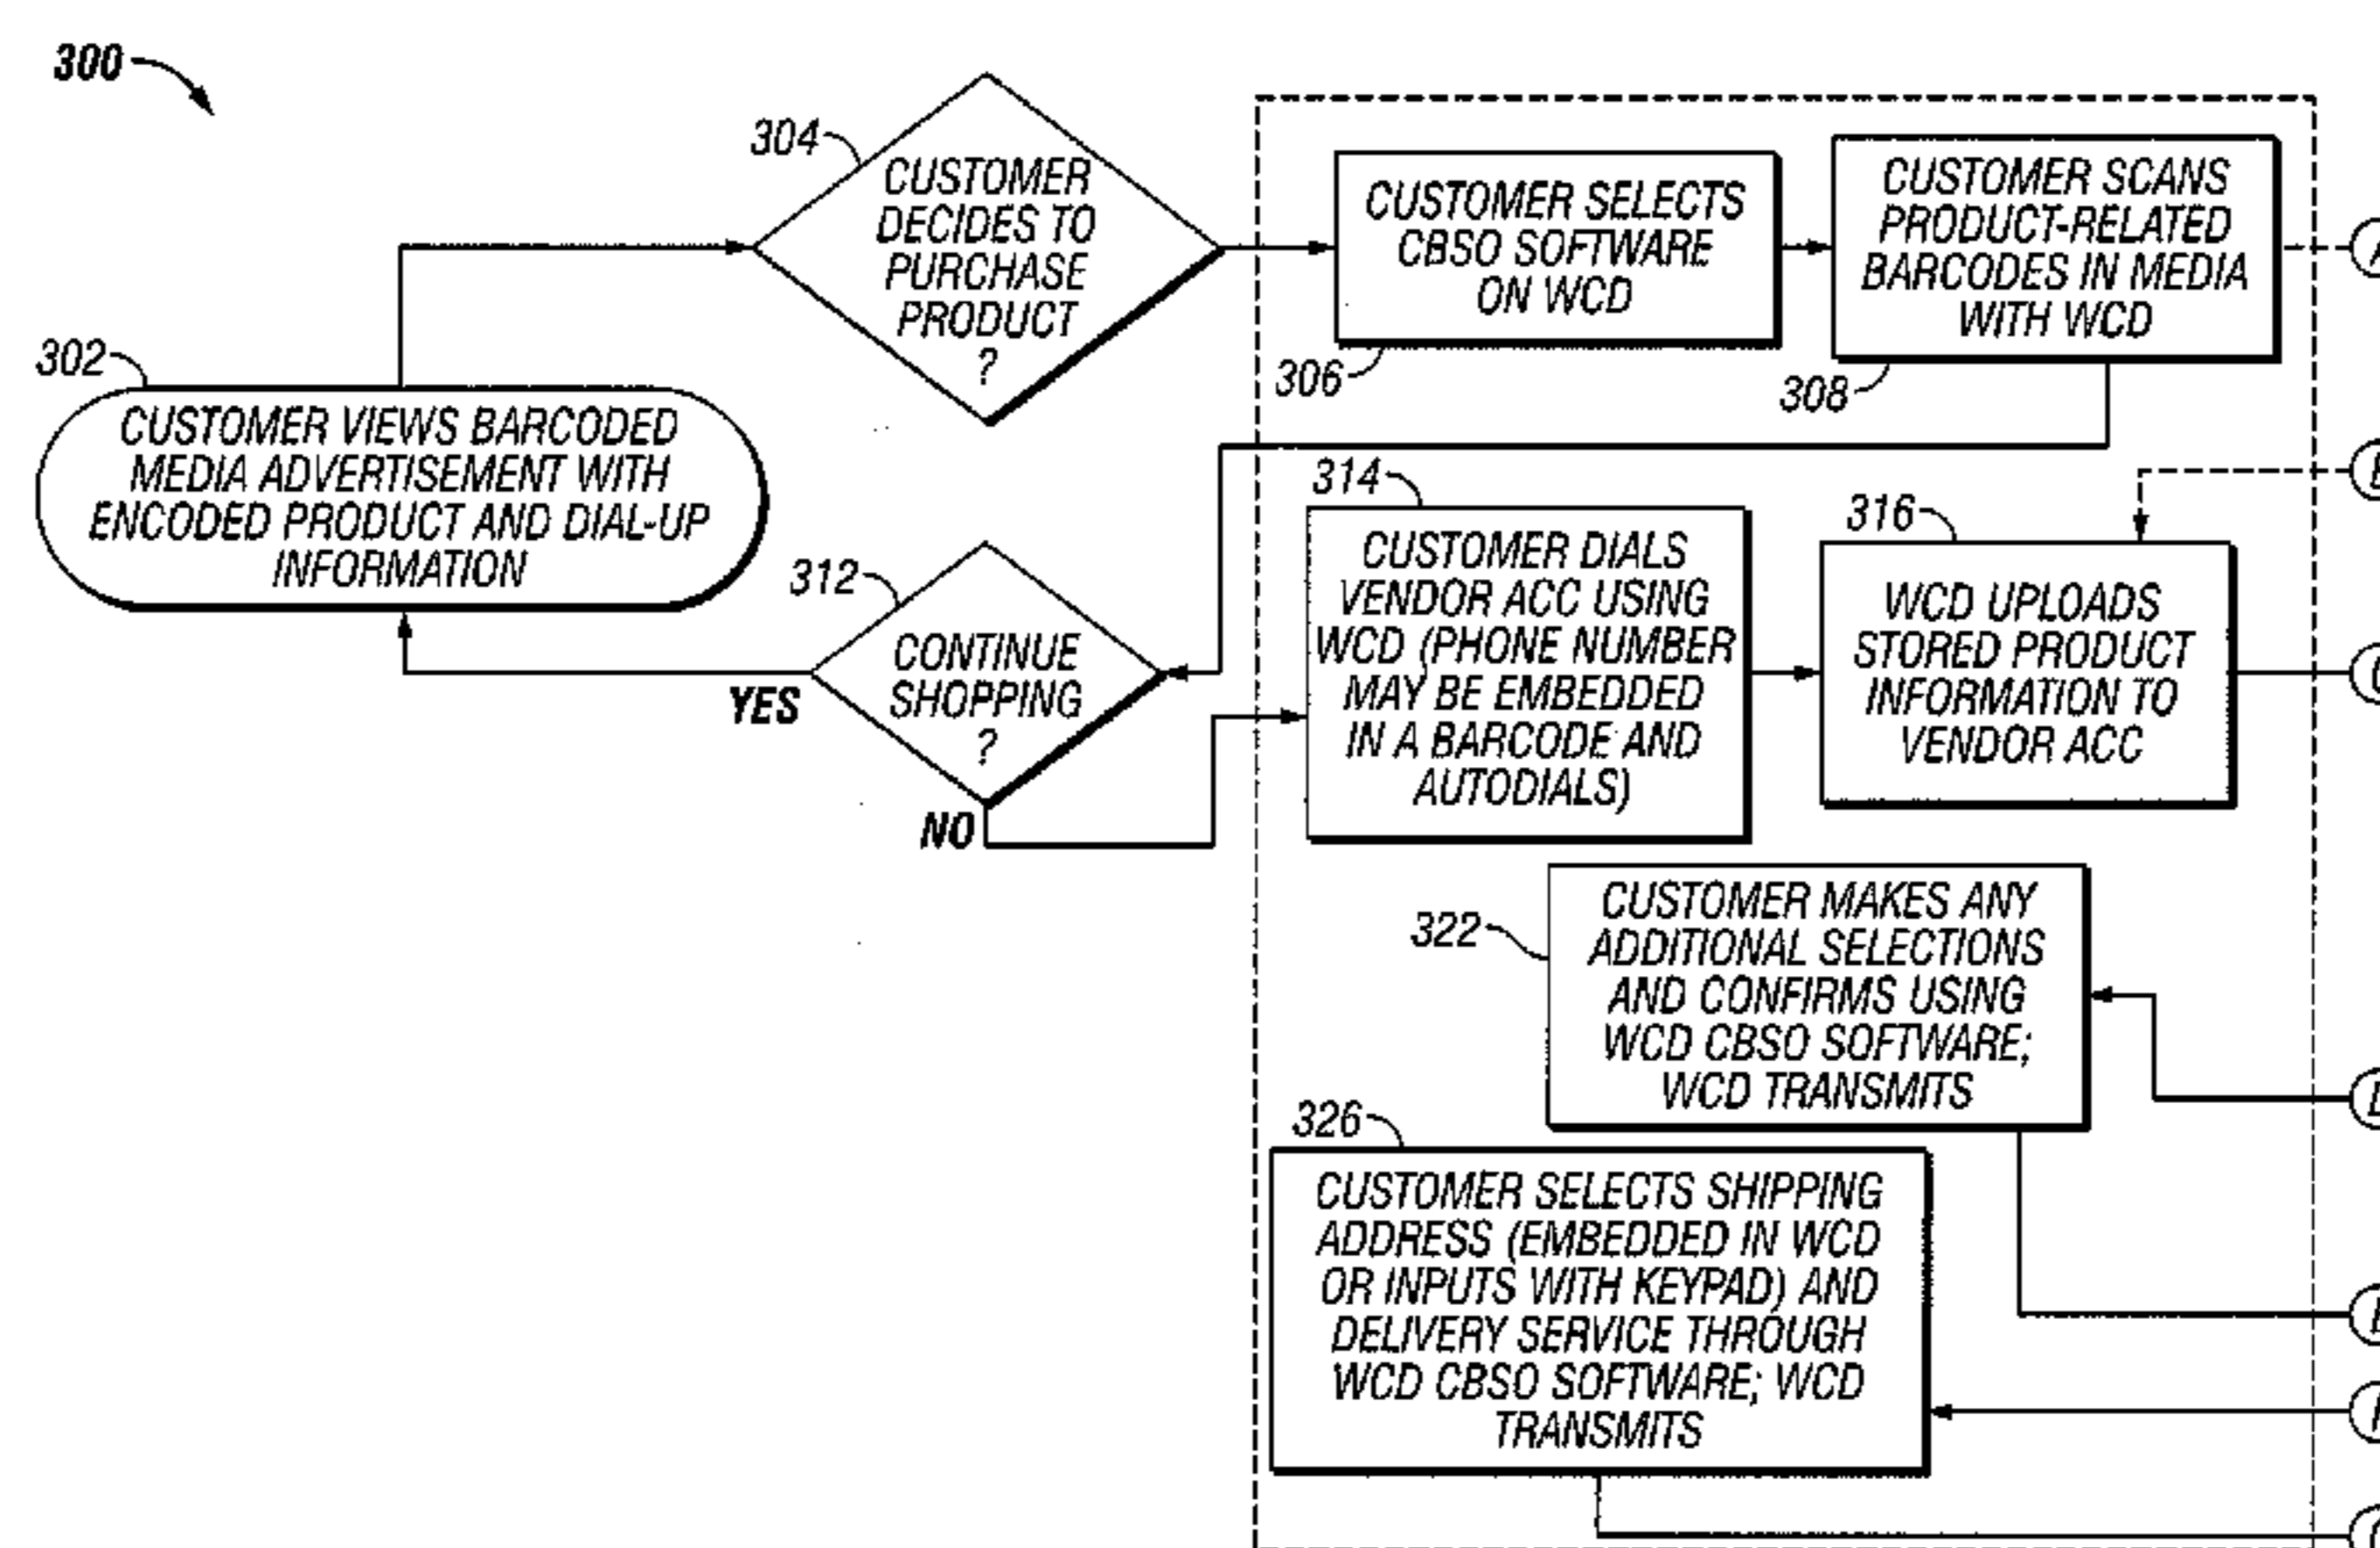 300
304
CUSTOMER
DECIDES TO
PURCHASE
PRODUCT
?
CUSTOMER SELECTS
CBSO SOFTWARE
ON WCD
306
CUSTOMER SCANS
PRODUCT-RELATED
BARCODES IN MEDIA
WITH WCD
308
A
302
CUSTOMER VIEWS BARCODED
MEDIA ADVERTISEMENT WITH
ENCODED PRODUCT AND DIAL-UP
INFORMATION
312
CONTINUE
SHOPPING
?
YES
NO
314
CUSTOMER DIALS
VENDOR ACC USING
WCD (PHONE NUMBER
MAY BE EMBEDDED
IN A BARCODE AND
AUTODIALS)
316
WCD UPLOADS
STORED PRODUCT
INFORMATION TO
VENDOR ACC
322
CUSTOMER MAKES ANY
ADDITIONAL SELECTIONS
AND CONFIRMS USING
WCD CBSO SOFTWARE;
WCD TRANSMITS
326
CUSTOMER SELECTS SHIPPING
ADDRESS (EMBEDDED IN WCD
OR INPUTS WITH KEYPAD) AND
DELIVERY SERVICE THROUGH
WCD CBSO SOFTWARE; WCD
TRANSMITS